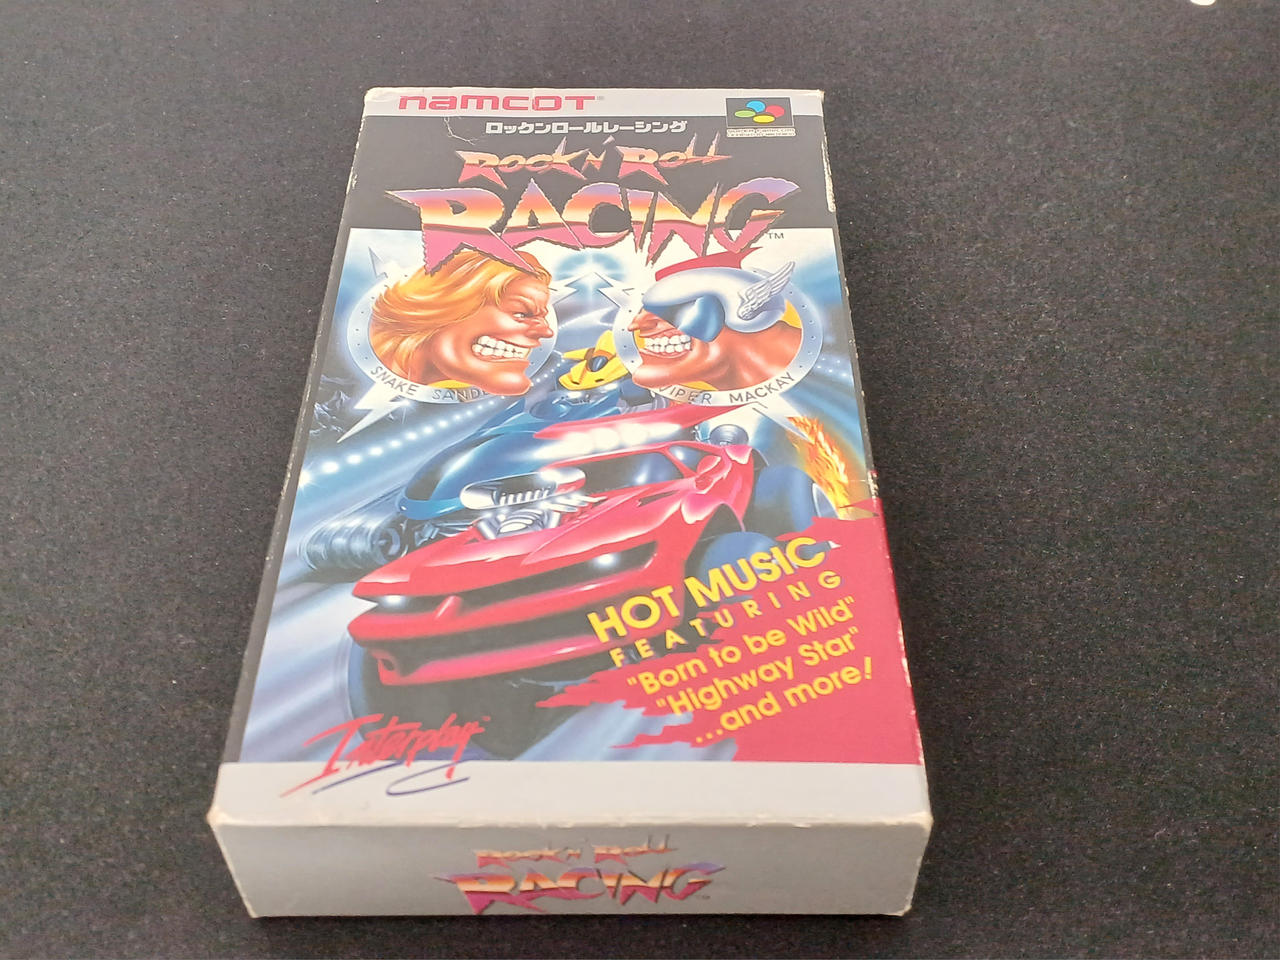 namcot
ロックンロールレーシング
ROCK N' ROLL
RACING
TM
SNAKE SAND
VIPER MACKAY
HOT MUSIC
FEATURING
"Born to be Wild"
"Highway Star"
...and more!
Interplay
ROCK N' ROLL
RACING